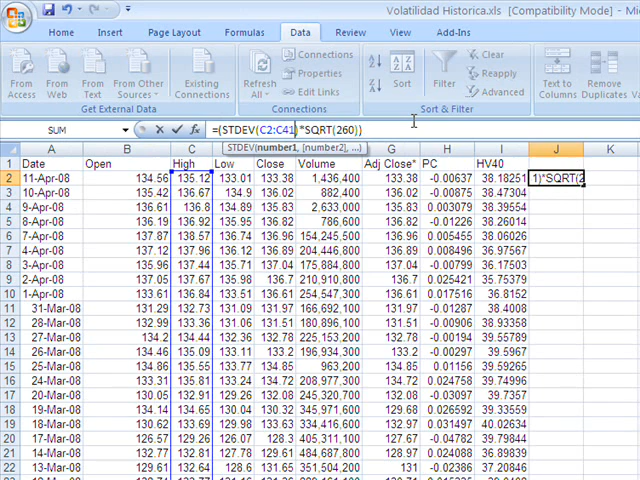 Volatilidad Historica.xls [Compatibility Mode] - Mi
Home Insert Page Layout Formulas Data Review View Add-Ins
From Access From Web From Text From Other Sources Existing Connections Refresh All Connections Properties Edit Links Sort Filter Clear Reapply Advanced Text to Columns Remove Duplicates
Get External Data Connections Sort & Filter
SUM =(STDEV(C2:C41)*SQRT(260))
STDEV(number1, [number2], ...)
A B C D E F G H I J K
1 Date Open High Low Close Volume Adj Close* PC HV40
2 11-Apr-08 134.56 135.12 133.01 133.38 1,436,400 133.38 -0.00637 38.18251 1)*SQRT(2
3 10-Apr-08 135.42 136.67 134.9 134.23 882,400 136.02 -0.00875 38.47304
4 9-Apr-08 136.61 136.8 134.89 135.42 2,633,000 135.42 0.003079 38.39554
5 8-Apr-08 136.19 136.92 135.95 136.82 786,600 135.82 -0.01226 38.26014
6 7-Apr-08 137.87 138.57 136.74 136.96 154,245,500 136.96 0.005455 38.06026
7 4-Apr-08 137.12 137.96 136.12 136.89 204,446,800 136.89 0.008496 36.97567
8 3-Apr-08 135.96 137.44 135.71 137.04 175,884,800 137.04 -0.00799 36.17503
9 2-Apr-08 137.07 137.67 135.98 136.7 210,910,800 136.7 0.025421 35.75379
10 1-Apr-08 133.61 136.84 133.51 136.61 254,547,300 136.61 0.017516 36.8152
11 31-Mar-08 131.29 132.73 131.09 131.97 166,692,100 131.97 -0.01287 38.4008
12 28-Mar-08 132.99 133.36 131.06 131.51 180,896,100 131.51 -0.00906 38.93358
13 27-Mar-08 134.2 134.44 132.36 132.78 225,153,200 132.78 -0.00194 39.55789
14 26-Mar-08 134.46 135.09 133.11 133.2 196,934,300 133.2 -0.00297 39.5967
15 25-Mar-08 134.86 135.55 133.77 134.85 963,200 134.85 0.01156 39.59265
16 24-Mar-08 133.31 135.81 133.24 134.72 208,977,300 134.72 0.024758 39.74996
17 20-Mar-08 130.05 132.91 129.26 132.08 245,320,700 132.08 -0.03097 39.7357
18 19-Mar-08 134.14 134.65 130.04 130.32 345,971,600 129.68 0.026592 39.33559
19 18-Mar-08 130.62 133.69 129.98 133.63 334,416,600 132.97 0.031497 40.02634
20 17-Mar-08 126.57 129.26 126.07 128.3 405,311,100 127.67 -0.04782 39.79844
21 14-Mar-08 132.77 132.81 127.78 129.61 484,687,800 128.97 0.024088 36.89839
22 13-Mar-08 129.61 132.64 128.6 131.65 351,504,200 131 -0.02241 37.20846